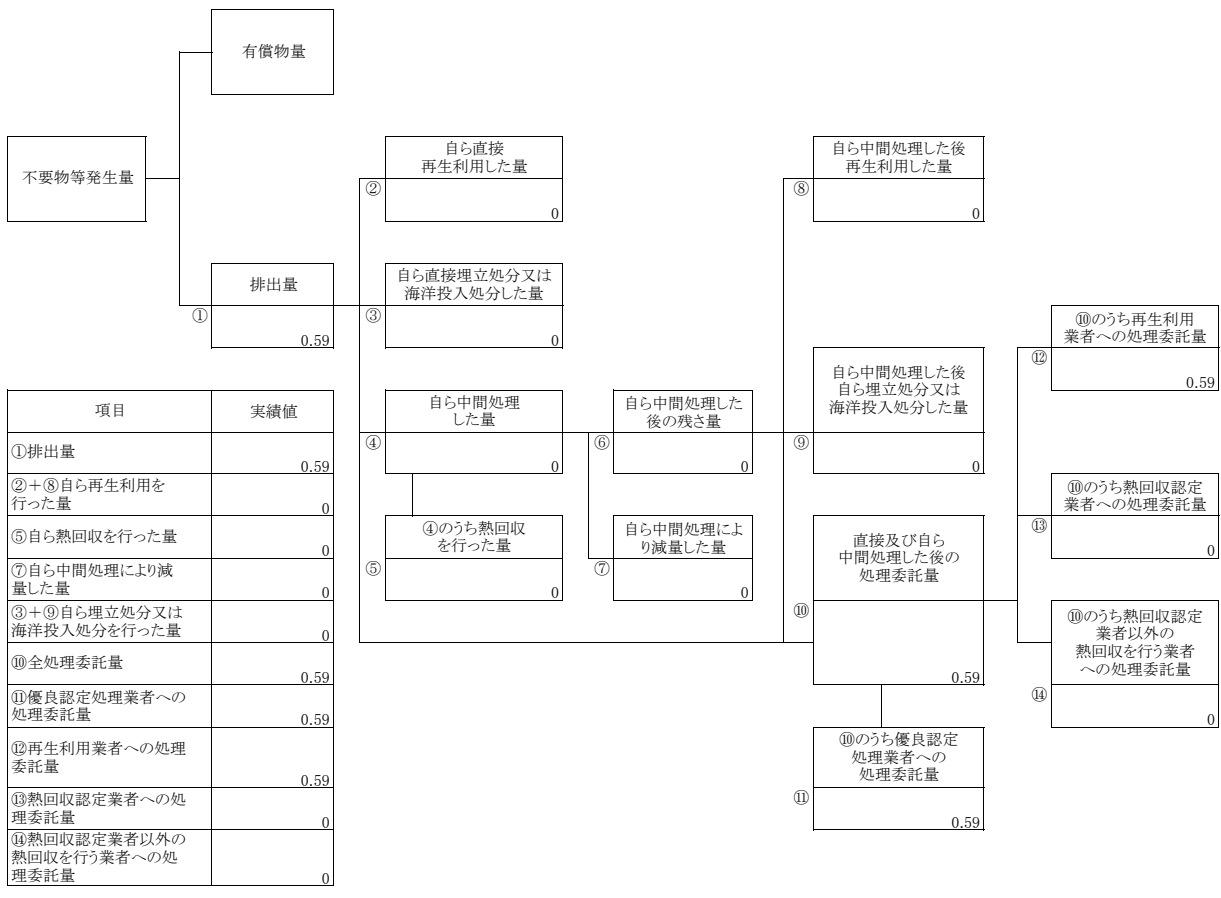 有償物量
不要物等発生量
排出量
①
0.59
自ら直接
再生利用した量
②
0
自ら直接埋立処分又は
海洋投入処分した量
③
0
自ら中間処理
した量
④
0
④のうち熱回収
を行った量
⑤
0
自ら中間処理した
後の残さ量
⑥
0
自ら中間処理によ
り減量した量
⑦
0
自ら中間処理した後
再生利用した量
⑧
0
自ら中間処理した後
自ら埋立処分又は
海洋投入処分した量
⑨
0
直接及び自ら
中間処理した後の
処理委託量
⑩
0.59
⑩のうち優良認定
処理業者への
処理委託量
⑪
0.59
⑩のうち再生利用
業者への処理委託量
⑫
0.59
⑩のうち熱回収認定
業者への処理委託量
⑬
0
⑩のうち熱回収認定
業者以外の
熱回収を行う業者
への処理委託量
⑭
0
項目 実績値
①排出量
0.59
②＋⑧自ら再生利用を
行った量
0
⑤自ら熱回収を行った量
0
⑦自ら中間処理により減
量した量
0
③＋⑨自ら埋立処分又は
海洋投入処分を行った量
0
⑩全処理委託量
0.59
⑪優良認定処理業者への
処理委託量
0.59
⑫再生利用業者への処理
委託量
0.59
⑬熱回収認定業者への処
理委託量
0
⑭熱回収認定業者以外の
熱回収を行う業者への処
理委託量
0